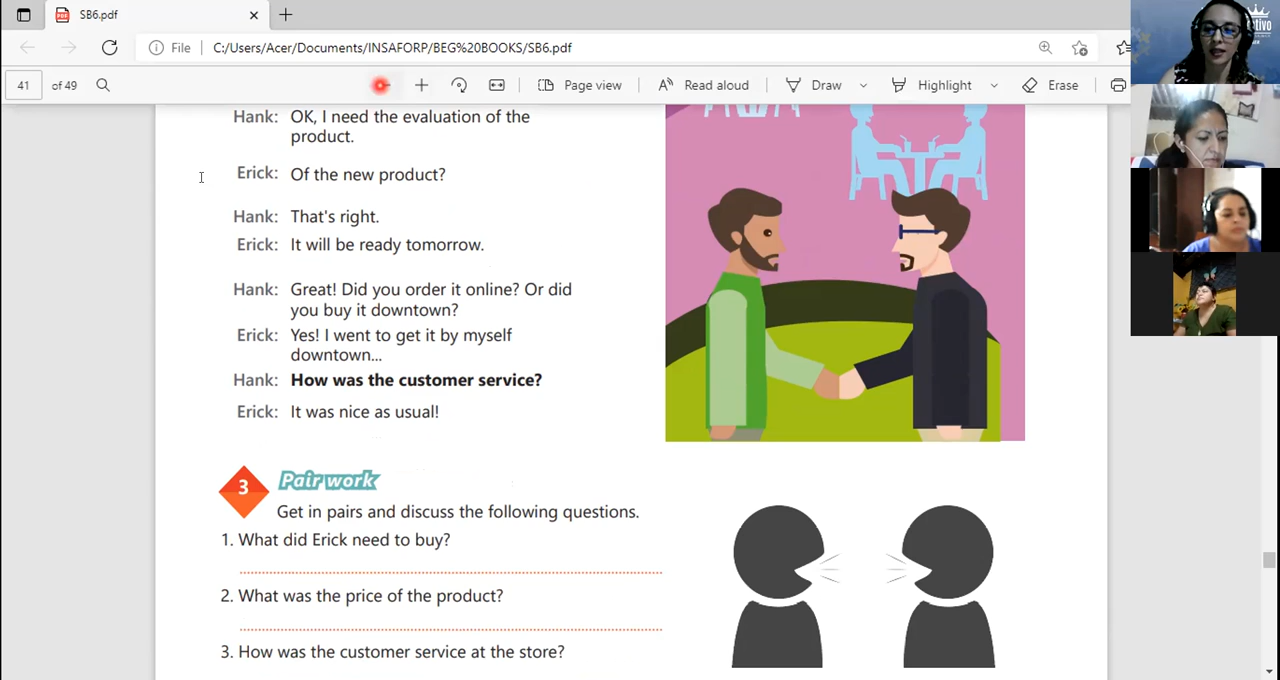 SB6.pdf
File
C:/Users/Acer/Documents/INSAFORP/BEG%20BOOKS/SB6.pdf
41 of 49
Page view
Read aloud
Draw
Highlight
Erase
Hank: OK, I need the evaluation of the
product.
Erick: Of the new product?
Hank: That's right.
Erick: It will be ready tomorrow.
Hank: Great! Did you order it online? Or did
you buy it downtown?
Erick: Yes! I went to get it by myself
downtown...
Hank: How was the customer service?
Erick: It was nice as usual!
3 Pair work
Get in pairs and discuss the following questions.
1. What did Erick need to buy?
2. What was the price of the product?
3. How was the customer service at the store?